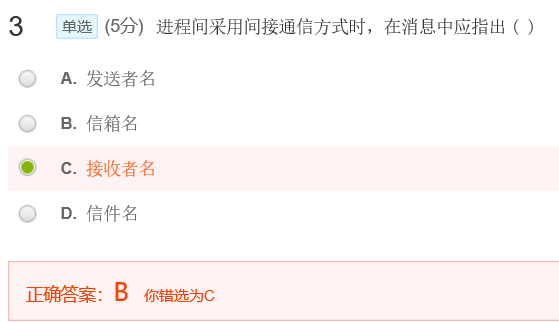 3 单选 (5分) 进程间采用间接通信方式时，在消息中应指出 ( )
A. 发送者名
B. 信箱名
C. 接收者名
D. 信件名
正确答案：B 你错选为C